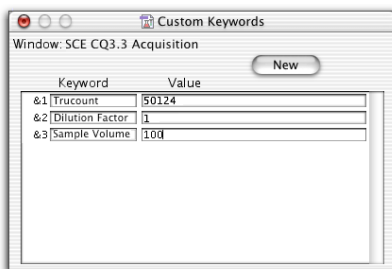 Custom Keywords
Window: SCE CQ3.3 Acquisition
New
Keyword Value
&1 Trucount 50124
&2 Dilution Factor 1
&3 Sample Volume 100